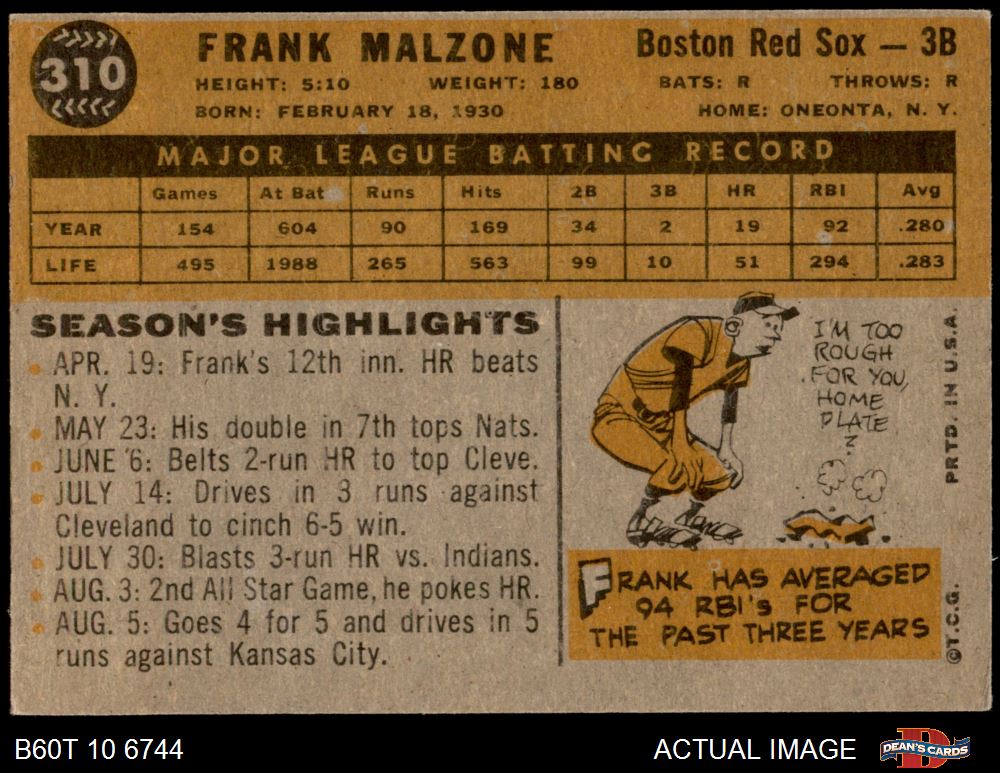 310
FRANK MALZONE
Boston Red Sox — 3B
HEIGHT: 5:10 WEIGHT: 180 BATS: R THROWS: R
BORN: FEBRUARY 18, 1930 HOME: ONEONTA, N. Y.
MAJOR LEAGUE BATTING RECORD
Games At Bat Runs Hits 2B 3B HR RBI Avg
YEAR 154 604 90 169 34 2 19 92 .280
LIFE 495 1988 265 563 99 10 51 294 .283
SEASON'S HIGHLIGHTS
APR. 19: Frank's 12th inn. HR beats
N. Y.
MAY 23: His double in 7th tops Nats.
JUNE 6: Belts 2-run HR to top Cleve.
JULY 14: Drives in 3 runs against
Cleveland to cinch 6-5 win.
JULY 30: Blasts 3-run HR vs. Indians.
AUG. 3: 2nd All Star Game, he pokes HR.
AUG. 5: Goes 4 for 5 and drives in 5
runs against Kansas City.
I'M TOO
ROUGH
FOR YOU,
HOME
PLATE
?
FRANK HAS AVERAGED
94 RBI's FOR
THE PAST THREE YEARS
PRTD. IN U.S.A.
©T.C.G.
B60T 10 6744
ACTUAL IMAGE
DEAN'S CARDS